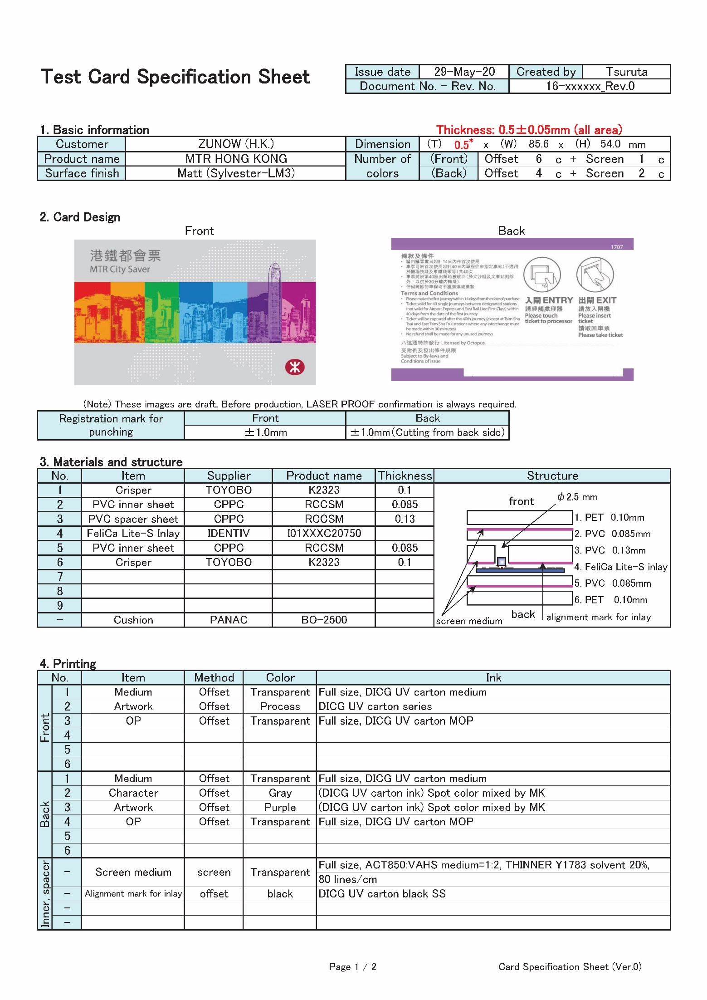 Test Card Specification Sheet
Issue date 29-May-20 Created by Tsuruta
Document No. - Rev. No. 16-xxxxxx_Rev.0
1. Basic information
Thickness: 0.5±0.05mm (all area)
Customer ZUNOW (H.K.) Dimension (T) 0.5* x (W) 85.6 x (H) 54.0 mm
Product name MTR HONG KONG Number of colors (Front) Offset 6 c + Screen 1 c
Surface finish Matt (Sylvester-LM3) (Back) Offset 4 c + Screen 2 c
2. Card Design
Front
Back
港鐵都會票
MTR City Saver
1707
條款及條件
• 請由購票當日起計14日內作首次使用
• 車票可於首次使用起計40日內單程往來指定車站(不適用
於機場快綫及東鐵綫頭等)共40次
• 車票將於第40程出閘時被收回(於尖沙咀及尖東站則除
外，以供於30分鐘內轉綫)
• 任何剩餘的車程均不獲退還或退款
Terms and Conditions
• Please make the first journey within 14 days from the date of purchase
• Ticket valid for 40 single journeys between designated stations
(not valid for Airport Express and East Rail Line First Class) within
40 days from the date of the first journey
• Ticket will be captured after the 40th journey (except at Tsim Sha
Tsui and East Tsim Sha Tsui stations where any interchange must
be made within 30 minutes)
• No refund shall be made for any unused journeys
八達通特許發行 Licensed by Octopus
受附例及發出條件規限
Subject to By-laws and
Conditions of Issue
入閘 ENTRY
請輕觸處理器
Please touch
ticket to processor
出閘 EXIT
請放入閘機
Please insert
ticket
請取回車票
Please take ticket
(Note) These images are draft. Before production, LASER PROOF confirmation is always required.
Registration mark for punching Front Back
±1.0mm ±1.0mm(Cutting from back side)
3. Materials and structure
No. Item Supplier Product name Thickness Structure
1 Crisper TOYOBO K2323 0.1
2 PVC inner sheet CPPC RCCSM 0.085
3 PVC spacer sheet CPPC RCCSM 0.13
4 FeliCa Lite-S Inlay IDENTIV I01XXXC20750
5 PVC inner sheet CPPC RCCSM 0.085
6 Crisper TOYOBO K2323 0.1
7
8
9
- Cushion PANAC BO-2500
front
φ2.5 mm
1. PET 0.10mm
2. PVC 0.085mm
3. PVC 0.13mm
4. FeliCa Lite-S inlay
5. PVC 0.085mm
6. PET 0.10mm
screen medium
back
alignment mark for inlay
4. Printing
No. Item Method Color Ink
Front
1 Medium Offset Transparent Full size, DICG UV carton medium
2 Artwork Offset Process DICG UV carton series
3 OP Offset Transparent Full size, DICG UV carton MOP
4
5
6
Back
1 Medium Offset Transparent Full size, DICG UV carton medium
2 Character Offset Gray (DICG UV carton ink) Spot color mixed by MK
3 Artwork Offset Purple (DICG UV carton ink) Spot color mixed by MK
4 OP Offset Transparent Full size, DICG UV carton MOP
5
6
Inner, spacer
- Screen medium screen Transparent Full size, ACT850:VAHS medium=1:2, THINNER Y1783 solvent 20%,
80 lines/cm
- Alignment mark for inlay offset black DICG UV carton black SS
-
-
Page 1 / 2
Card Specification Sheet (Ver.0)